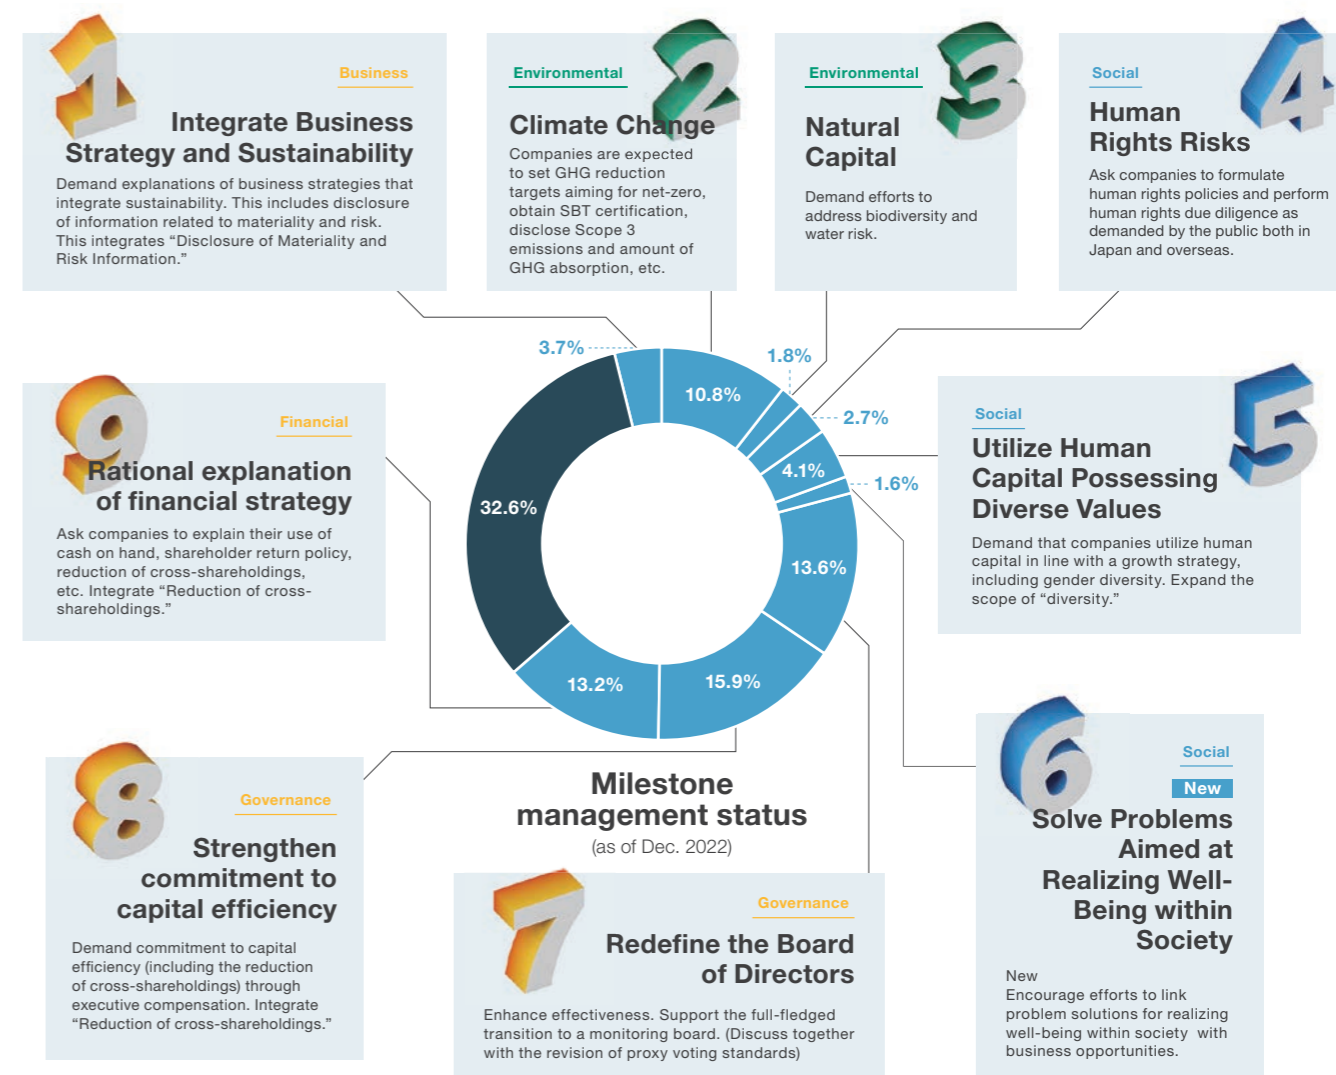 1
Business
Integrate Business
Strategy and Sustainability
Demand explanations of business strategies that
integrate sustainability. This includes disclosure
of information related to materiality and risk.
This integrates “Disclosure of Materiality and
Risk Information.”
2
Environmental
Climate Change
Companies are expected
to set GHG reduction
targets aiming for net-zero,
obtain SBT certification,
disclose Scope 3
emissions and amount of
GHG absorption, etc.
3
Environmental
Natural
Capital
Demand efforts to
address biodiversity and
water risk.
4
Social
Human
Rights Risks
Ask companies to formulate
human rights policies and perform
human rights due diligence as
demanded by the public both in
Japan and overseas.
3.7%
10.8%
1.8%
2.7%
4.1%
1.6%
13.6%
15.9%
13.2%
32.6%
5
Social
Utilize Human
Capital Possessing
Diverse Values
Demand that companies utilize human
capital in line with a growth strategy,
including gender diversity. Expand the
scope of “diversity.”
9
Financial
Rational explanation
of financial strategy
Ask companies to explain their use of
cash on hand, shareholder return policy,
reduction of cross-shareholdings,
etc. Integrate “Reduction of cross-
shareholdings.”
Milestone
management status
(as of Dec. 2022)
6
Social
New
Solve Problems
Aimed at
Realizing Well-
Being within
Society
New
Encourage efforts to link
problem solutions for realizing
well-being within society with
business opportunities.
8
Governance
Strengthen
commitment to
capital efficiency
Demand commitment to capital
efficiency (including the reduction
of cross-shareholdings) through
executive compensation. Integrate
“Reduction of cross-shareholdings.”
7
Governance
Redefine the Board
of Directors
Enhance effectiveness. Support the full-fledged
transition to a monitoring board. (Discuss together
with the revision of proxy voting standards)